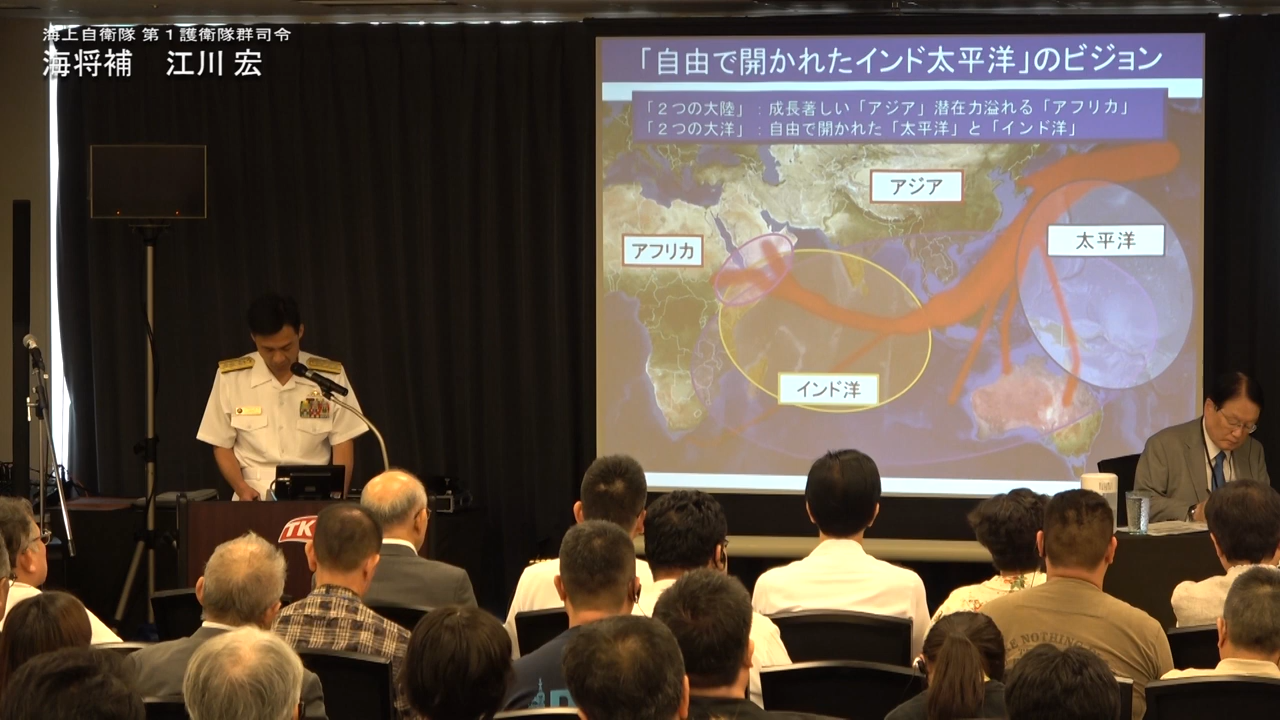 海上自衛隊 第１護衛隊群司令
海将補　江川 宏
「自由で開かれたインド太平洋」のビジョン
「２つの大陸」：成長著しい「アジア」潜在力溢れる「アフリカ」
「２つの大洋」：自由で開かれた「太平洋」と「インド洋」
アジア
アフリカ
太平洋
インド洋
TK
E NOTHING